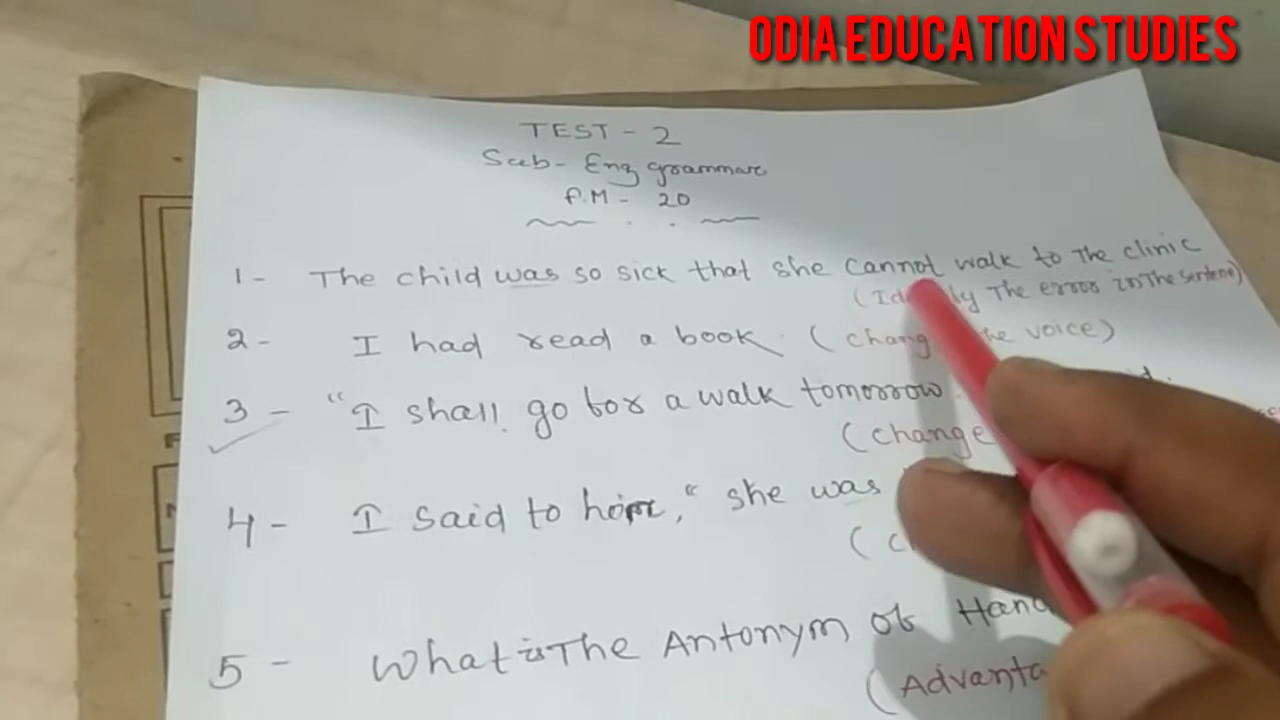 ODIA EDUCATION STUDIES
TEST - 2
Sub- Eng grammar
F.M - 20
1- The child was so sick that she cannot walk to The clinic
(Identify The error in The sentence)
2- I had read a book. (change the voice)
3- "I shall go for a walk tomorrow.
(change
4- I said to him, " she was
5- What is The Antonym of
(